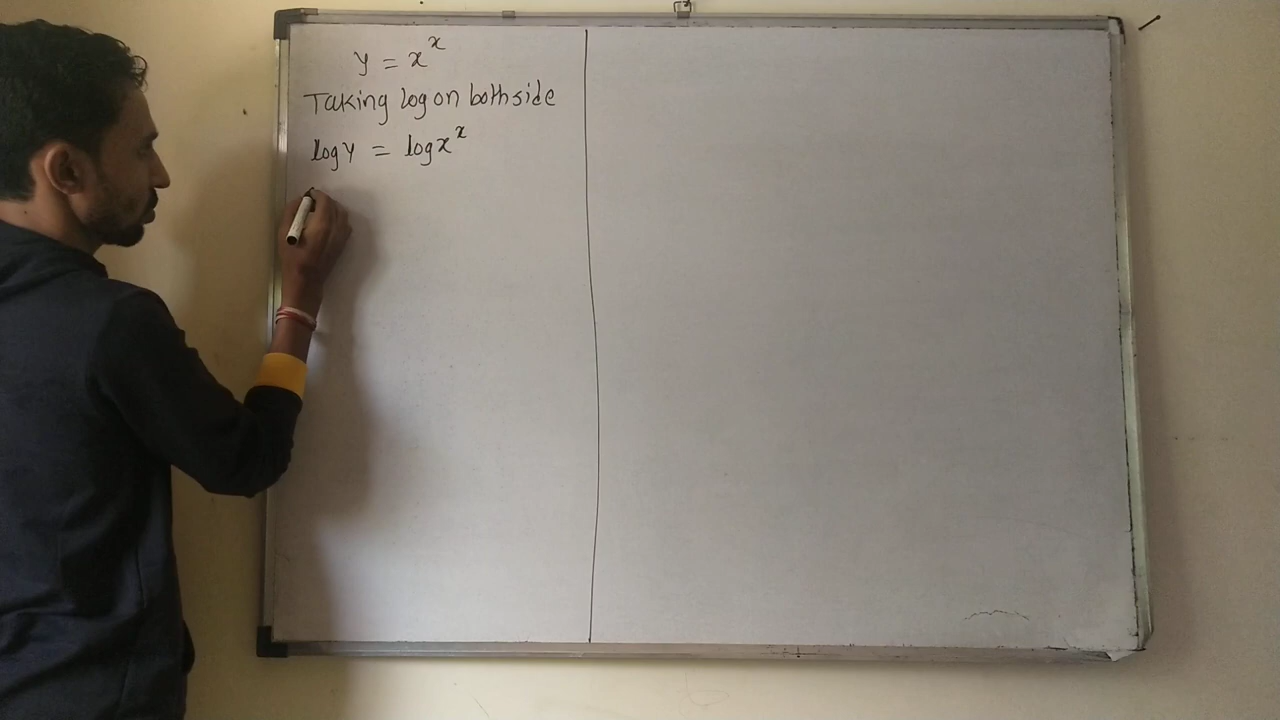 y = x^x
Taking log on both side
log y = log x^x